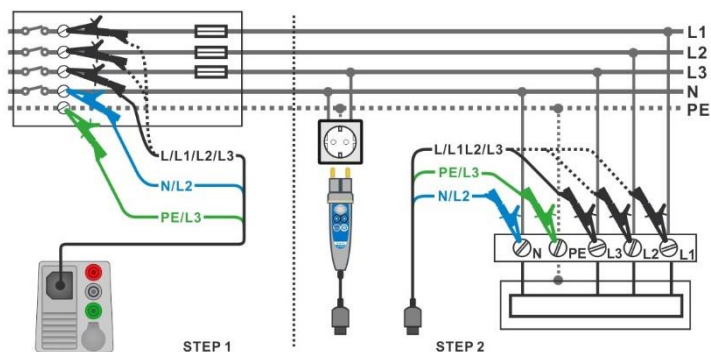 L1
L2
L3
N
PE
L/L1/L2/L3
N/L2
PE/L3
STEP 1
L/L1L2/L3
PE/L3
N/L2
N PE L3 L2 L1
STEP 2